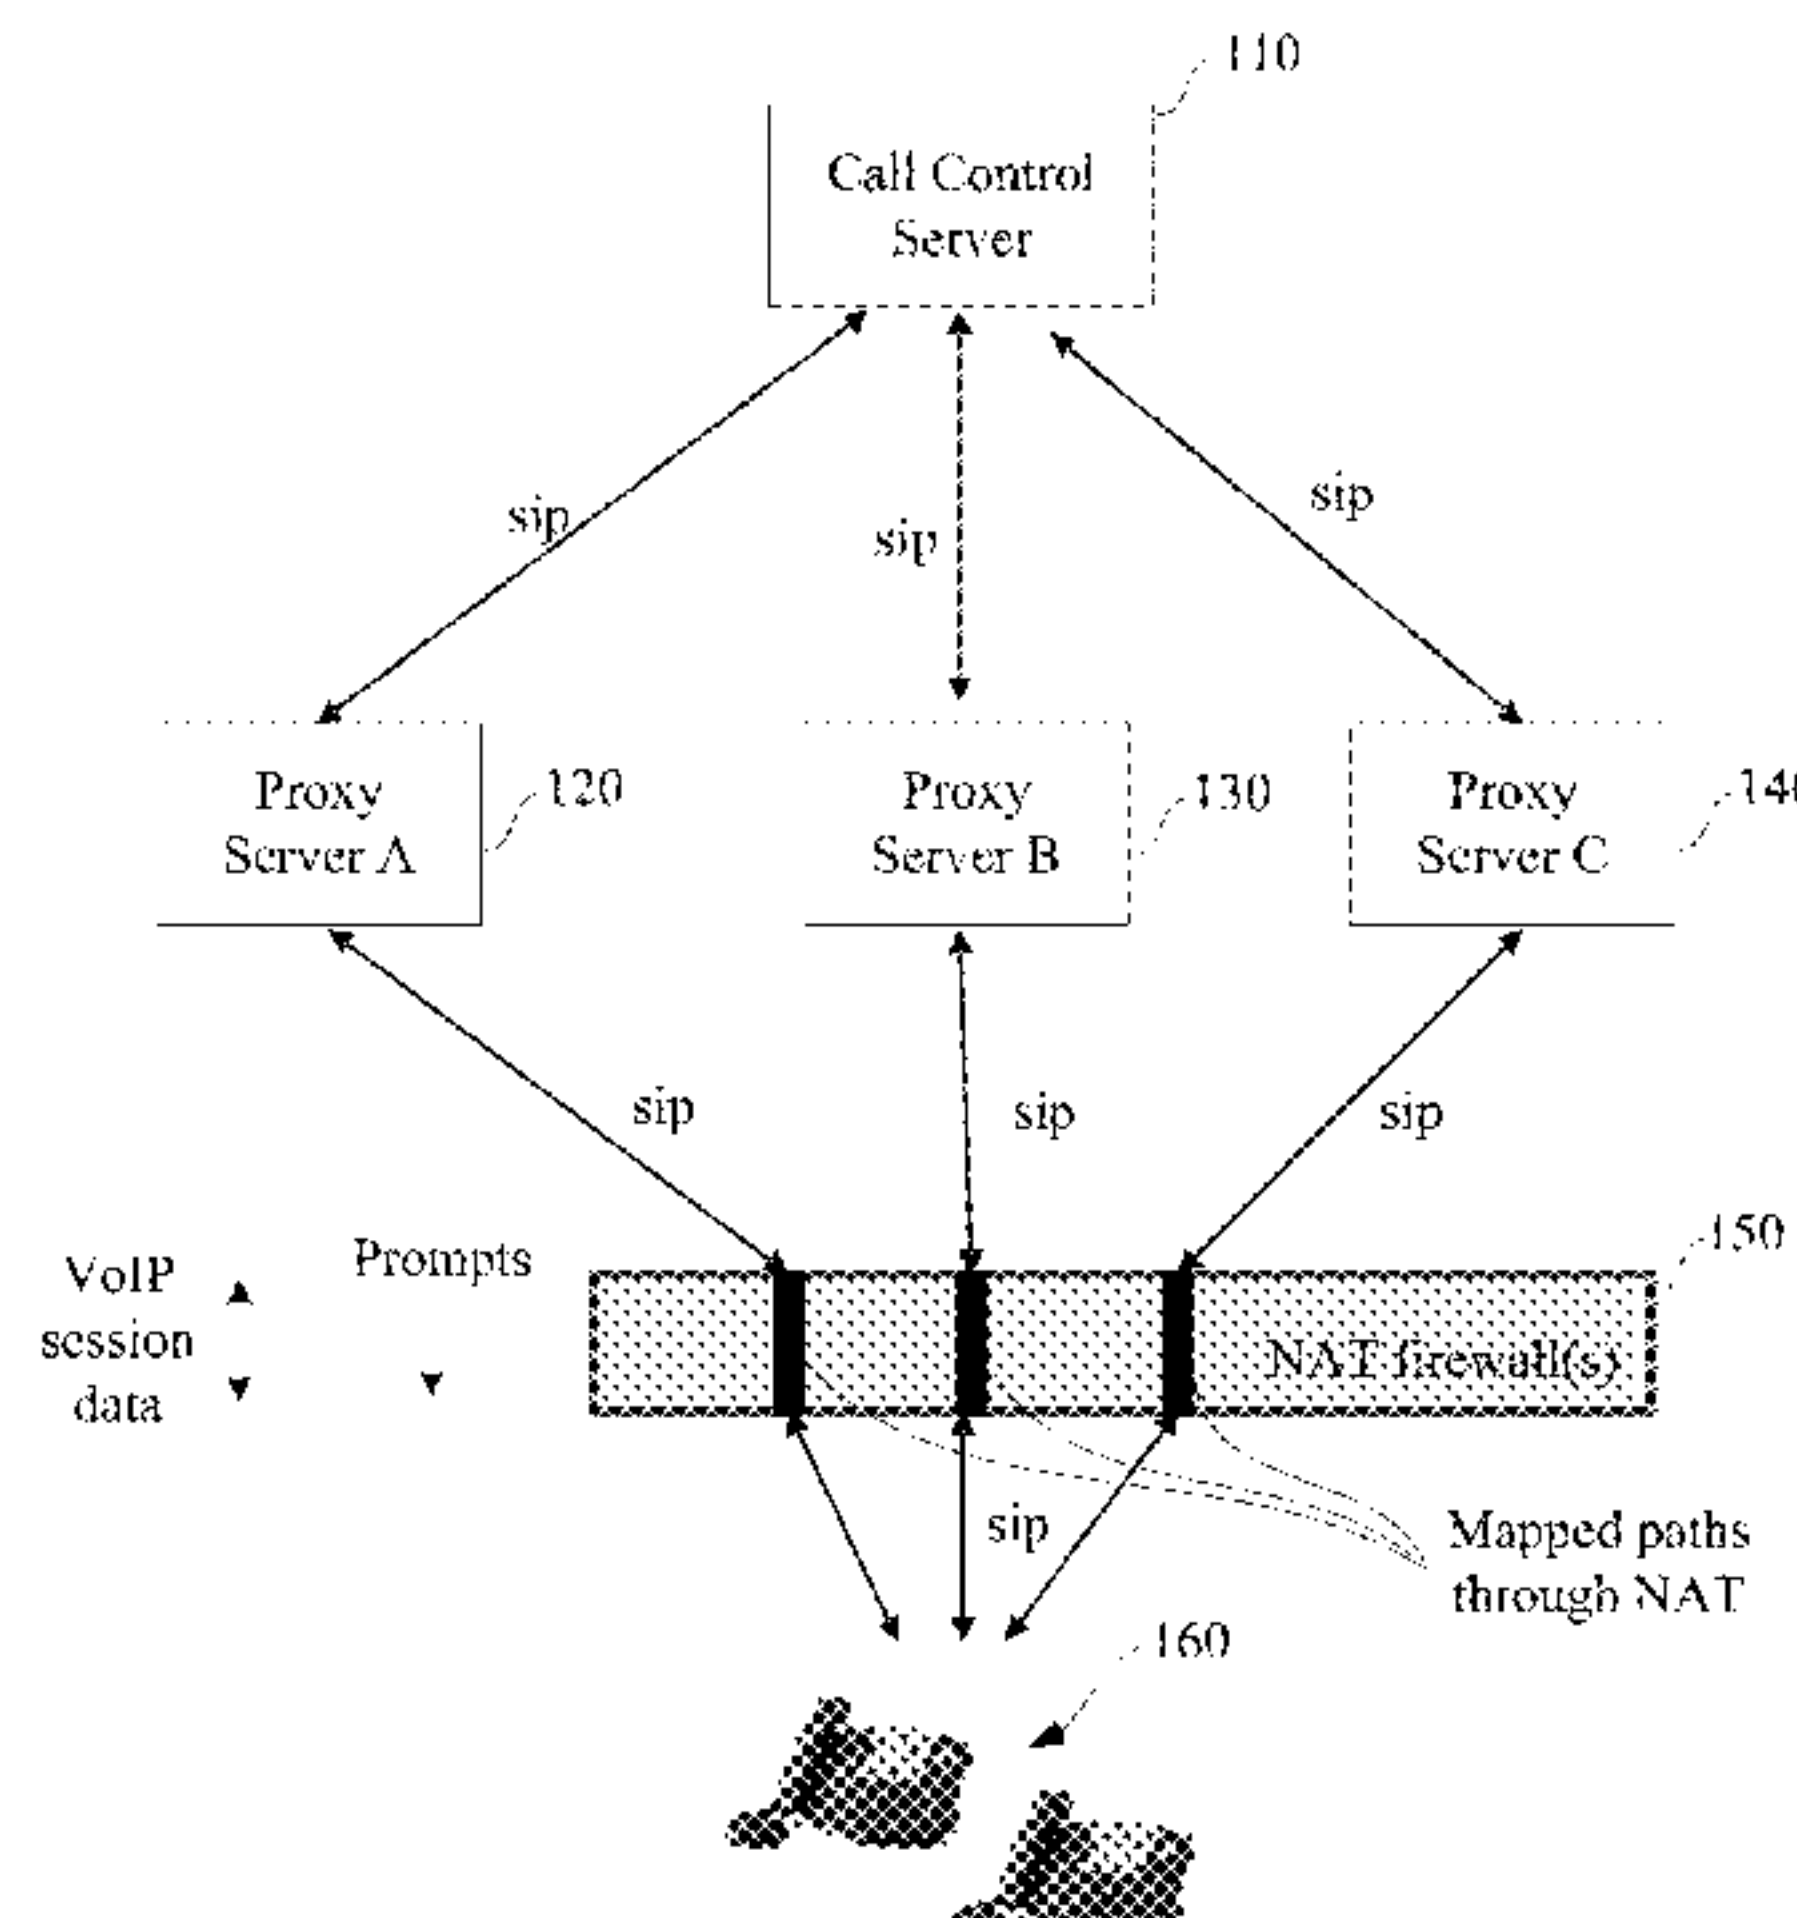 110
Call Control
Server
sip
sip
sip
Proxy
Server A
120
Proxy
Server B
130
Proxy
Server C
sip
sip
sip
150
VoIP
session
data
Prompts
NAT firewall(s)
sip
Mapped paths
through NAT
160